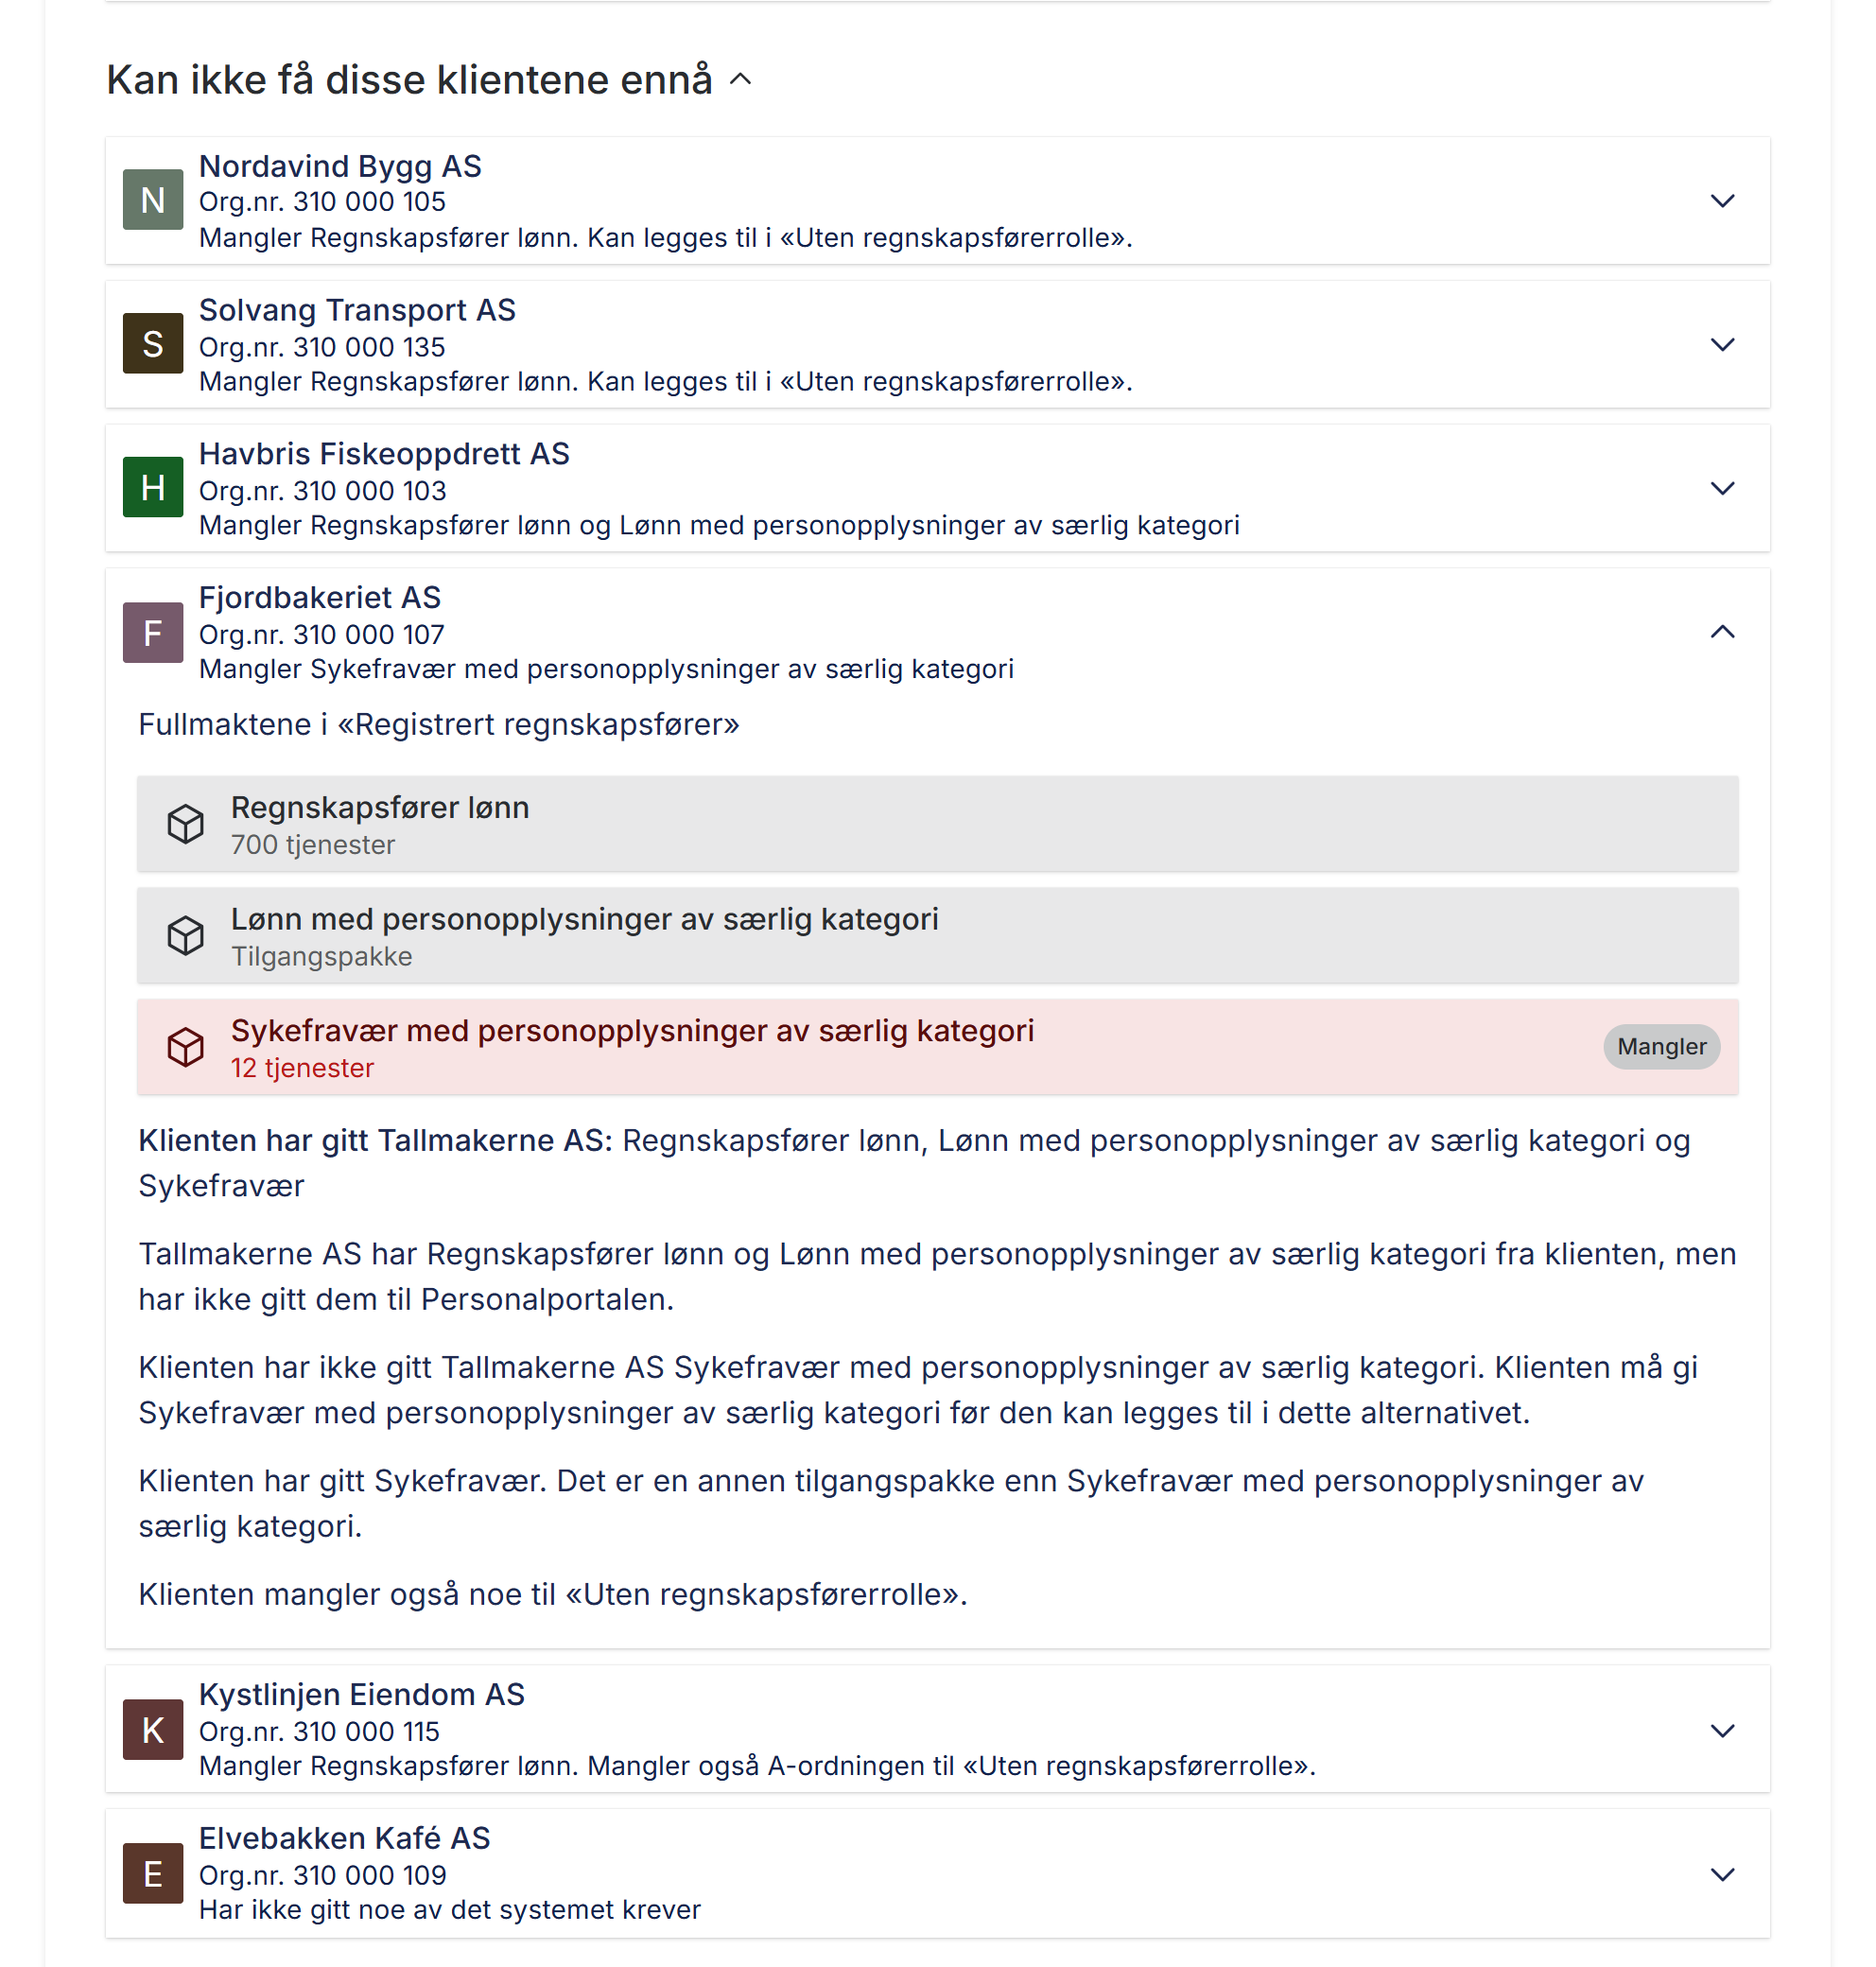 Kan ikke få disse klientene ennå
N
Nordavind Bygg AS
Org.nr. 310 000 105
Mangler Regnskapsfører lønn. Kan legges til i «Uten regnskapsførerrolle».
S
Solvang Transport AS
Org.nr. 310 000 135
Mangler Regnskapsfører lønn. Kan legges til i «Uten regnskapsførerrolle».
H
Havbris Fiskeoppdrett AS
Org.nr. 310 000 103
Mangler Regnskapsfører lønn og Lønn med personopplysninger av særlig kategori
F
Fjordbakeriet AS
Org.nr. 310 000 107
Mangler Sykefravær med personopplysninger av særlig kategori
Fullmaktene i «Registrert regnskapsfører»
Regnskapsfører lønn
700 tjenester
Lønn med personopplysninger av særlig kategori
Tilgangspakke
Sykefravær med personopplysninger av særlig kategori
12 tjenester
Mangler
Klienten har gitt Tallmakerne AS: Regnskapsfører lønn, Lønn med personopplysninger av særlig kategori og
Sykefravær
Tallmakerne AS har Regnskapsfører lønn og Lønn med personopplysninger av særlig kategori fra klienten, men
har ikke gitt dem til Personalportalen.
Klienten har ikke gitt Tallmakerne AS Sykefravær med personopplysninger av særlig kategori. Klienten må gi
Sykefravær med personopplysninger av særlig kategori før den kan legges til i dette alternativet.
Klienten har gitt Sykefravær. Det er en annen tilgangspakke enn Sykefravær med personopplysninger av
særlig kategori.
Klienten mangler også noe til «Uten regnskapsførerrolle».
K
Kystlinjen Eiendom AS
Org.nr. 310 000 115
Mangler Regnskapsfører lønn. Mangler også A-ordningen til «Uten regnskapsførerrolle».
E
Elvebakken Kafé AS
Org.nr. 310 000 109
Har ikke gitt noe av det systemet krever